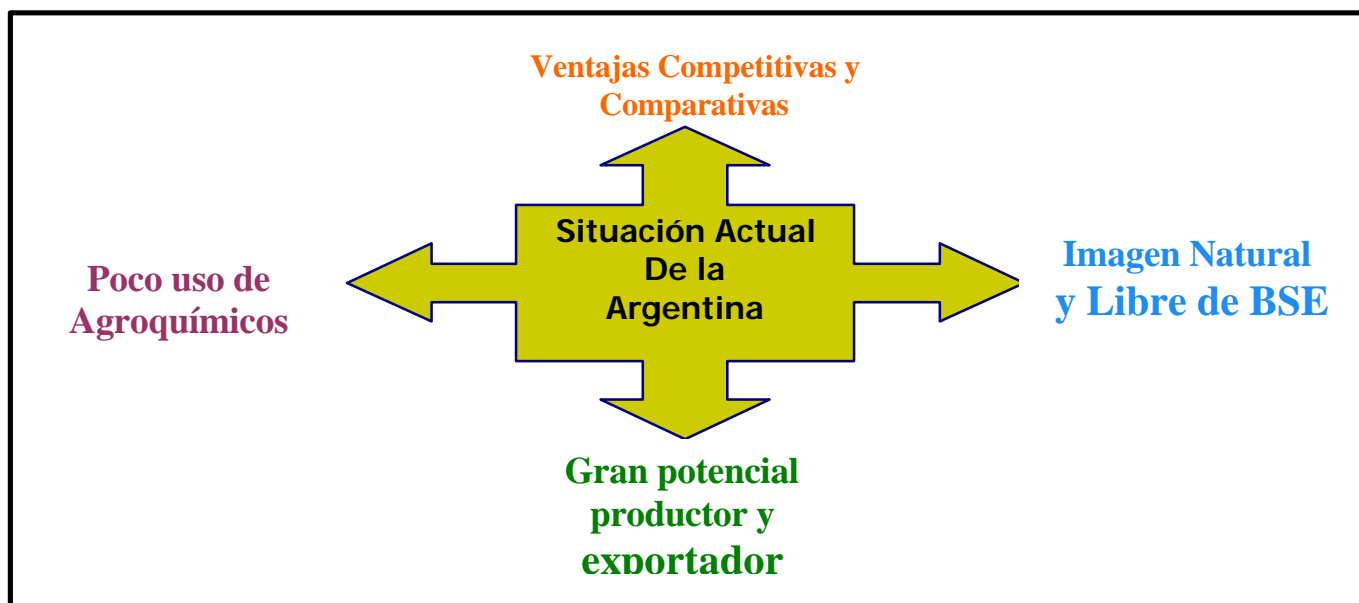 Ventajas Competitivas y
Comparativas
Situación Actual
De la
Argentina
Poco uso de
Agroquímicos
Imagen Natural
y Libre de BSE
Gran potencial
productor y
exportador